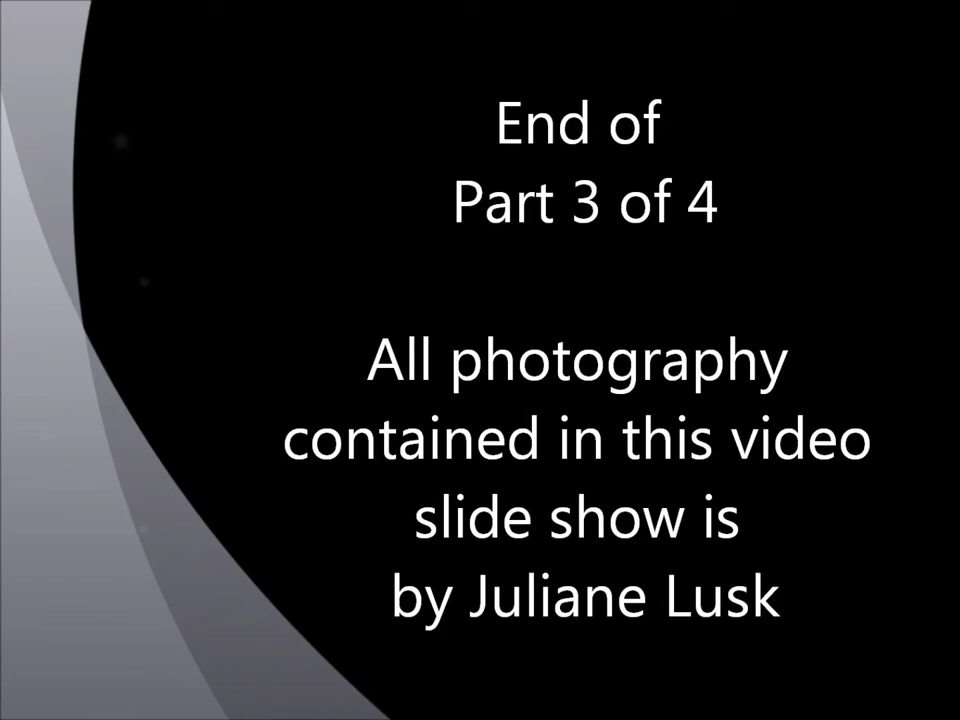 End of
Part 3 of 4
All photography
contained in this video
slide show is
by Juliane Lusk